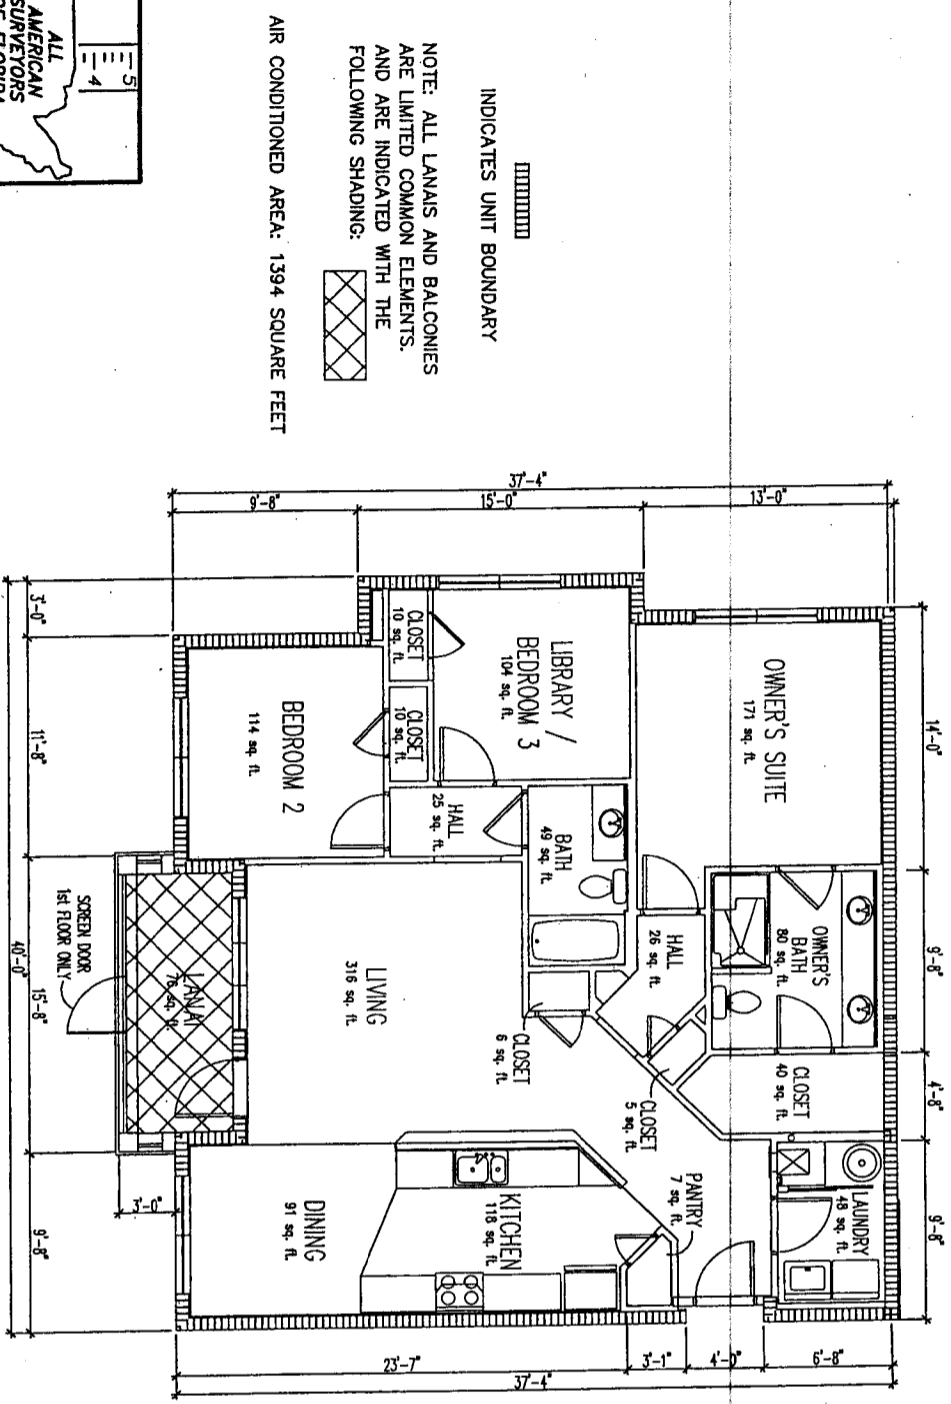 5
4
ALL
AMERICAN
SURVEYORS
OF FLORIDA
INDICATES UNIT BOUNDARY
NOTE: ALL LANAIS AND BALCONIES
ARE LIMITED COMMON ELEMENTS.
AND ARE INDICATED WITH THE
FOLLOWING SHADING:
AIR CONDITIONED AREA: 1394 SQUARE FEET
37'-4"
9'-8"
15'-0"
13'-0"
3'-0"
11'-8"
40'-0"
15'-8"
9'-8"
3'-0"
14'-0"
9'-8"
4'-8"
9'-8"
23'-7"
3'-1"
4'-0"
6'-8"
37'-4"
OWNER'S SUITE
171 sq. ft.
LIBRARY /
BEDROOM 3
104 sq. ft.
CLOSET
10 sq. ft.
CLOSET
10 sq. ft.
BEDROOM 2
114 sq. ft.
HALL
25 sq. ft.
BATH
49 sq. ft.
OWNER'S
BATH
80 sq. ft.
HALL
26 sq. ft.
CLOSET
40 sq. ft.
CLOSET
6 sq. ft.
CLOSET
5 sq. ft.
LIVING
316 sq. ft.
LANAI
76 sq. ft.
SCREEN DOOR
1st FLOOR ONLY
PANTRY
7 sq. ft.
LAUNDRY
48 sq. ft.
KITCHEN
118 sq. ft.
DINING
91 sq. ft.